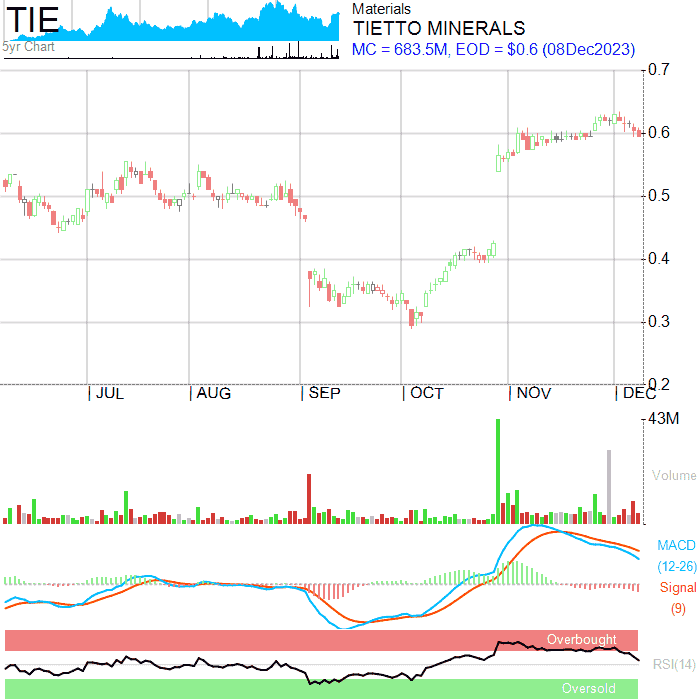 TIE
5yr Chart
Materials
TIETTO MINERALS
MC = 683.5M, EOD = $0.6 (08Dec2023)
0.7
0.6
0.5
0.4
0.3
0.2
| JUL | AUG | SEP | OCT | NOV | DEC
43M
Volume
MACD
(12-26)
Signal
(9)
Overbought
RSI(14)
Oversold